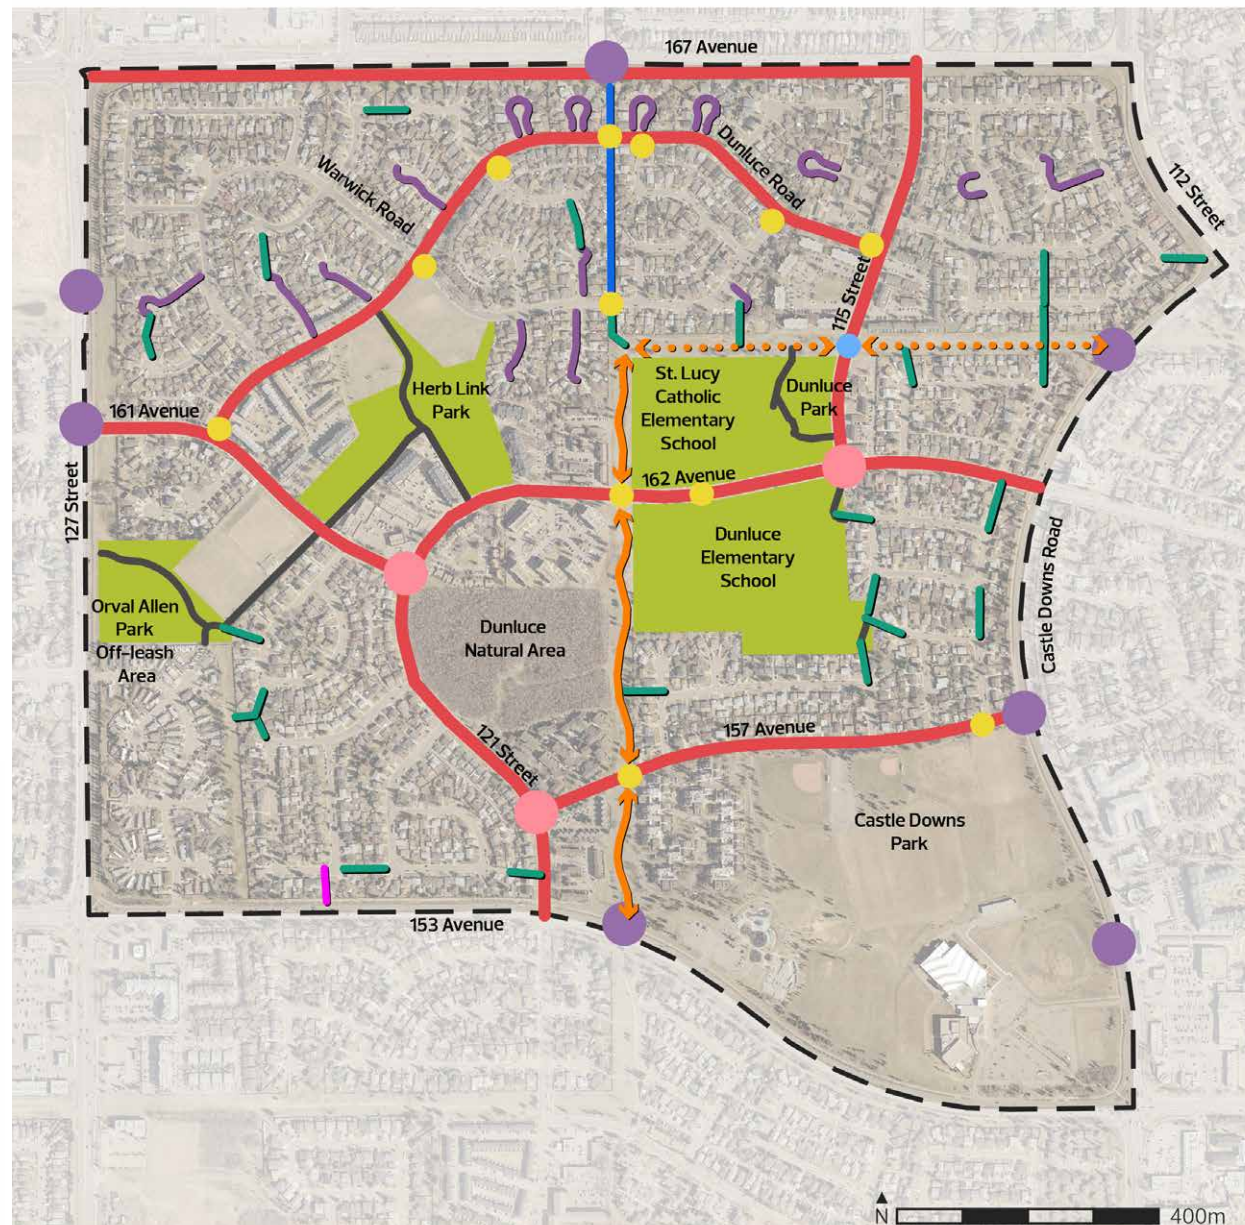 167 Avenue
Dunluce Road
Warwick Road
112 Street
115 Street
St. Lucy
Catholic
Elementary
School
Dunluce
Park
Herb Link
Park
161 Avenue
162 Avenue
127 Street
Dunluce
Elementary
School
Castle Downs Road
Orval Allen
Park
Off-leash
Area
Dunluce
Natural Area
157 Avenue
121 Street
Castle Downs
Park
153 Avenue
N
400m